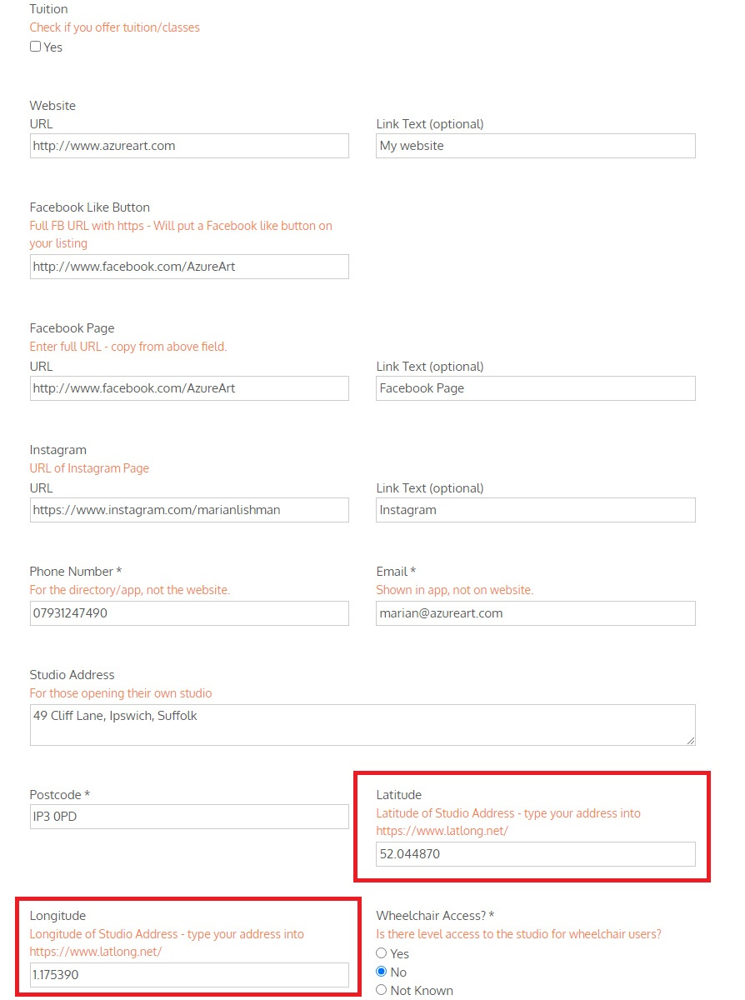 Tuition
Check if you offer tuition/classes
Yes
Website
URL
http://www.azureart.com
Link Text (optional)
My website
Facebook Like Button
Full FB URL with https - Will put a Facebook like button on
your listing
http://www.facebook.com/AzureArt
Facebook Page
Enter full URL - copy from above field.
URL
http://www.facebook.com/AzureArt
Link Text (optional)
Facebook Page
Instagram
URL of Instagram Page
URL
https://www.instagram.com/marianlishman
Link Text (optional)
Instagram
Phone Number *
For the directory/app, not the website.
07931247490
Email *
Shown in app, not on website.
marian@azureart.com
Studio Address
For those opening their own studio
49 Cliff Lane, Ipswich, Suffolk
Postcode *
IP3 0PD
Latitude
Latitude of Studio Address - type your address into
https://www.latlong.net/
52.044870
Longitude
Longitude of Studio Address - type your address into
https://www.latlong.net/
1.175390
Wheelchair Access? *
Is there level access to the studio for wheelchair users?
Yes
No
Not Known